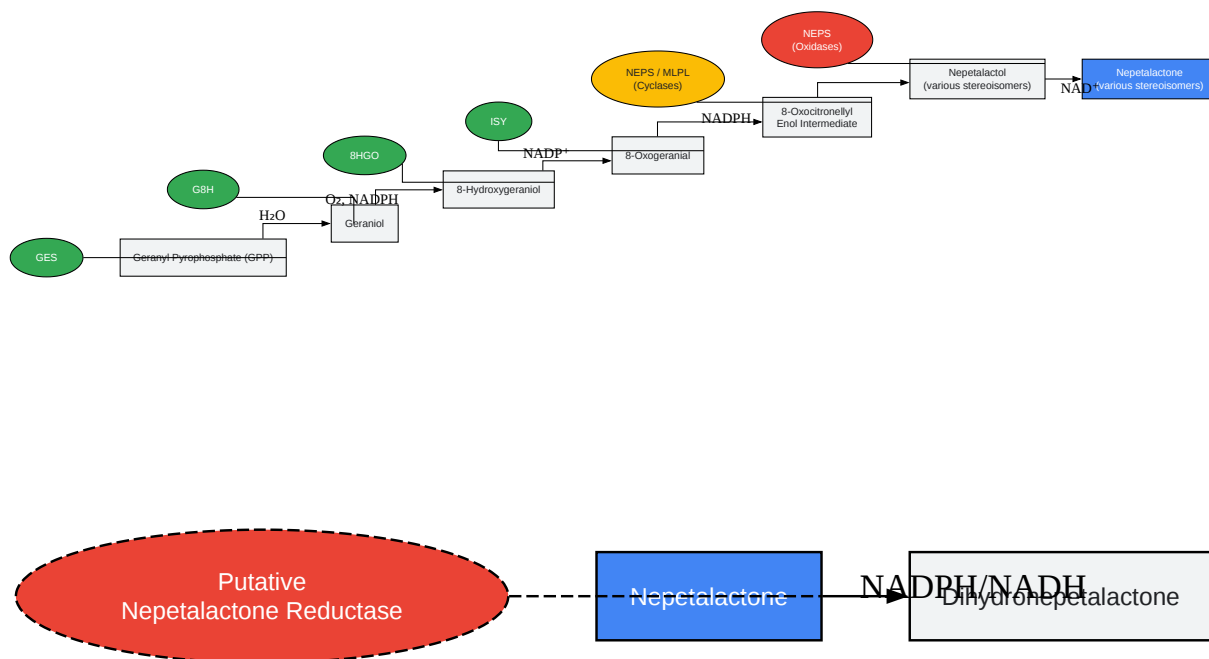 NEPS
(Oxidases)
NEPS / MLPL
(Cyclases)
Nepetalactol
(various stereoisomers)
NAD⁺
Nepetalactone
(various stereoisomers)
ISY
NADPH
8-Oxocitronellyl
Enol Intermediate
8HGO
NADP⁺
8-Oxogeranial
G8H
O₂, NADPH
8-Hydroxygeraniol
H₂O
Geraniol
GES
Geranyl Pyrophosphate (GPP)
Putative
Nepetalactone Reductase
Nepetalactone
NADPH/NADH
Dihydronepetalactone